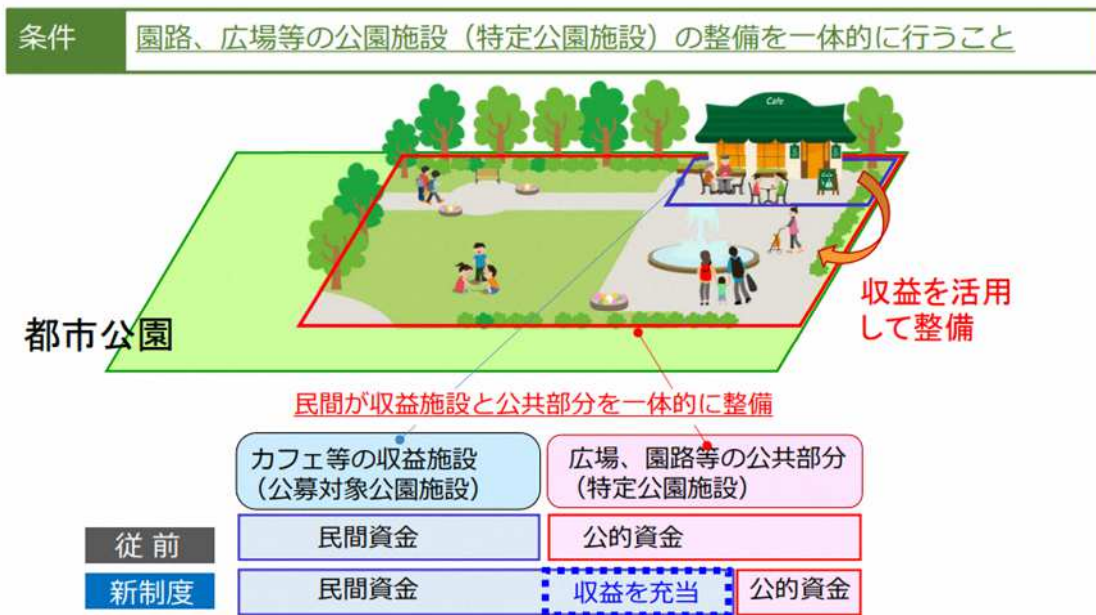 条件
園路、広場等の公園施設（特定公園施設）の整備を一体的に行うこと
Cafe
収益を活用
して整備
都市公園
民間が収益施設と公共部分を一体的に整備
カフェ等の収益施設
（公募対象公園施設）
広場、園路等の公共部分
（特定公園施設）
従前
民間資金
公的資金
新制度
民間資金
収益を充当
公的資金